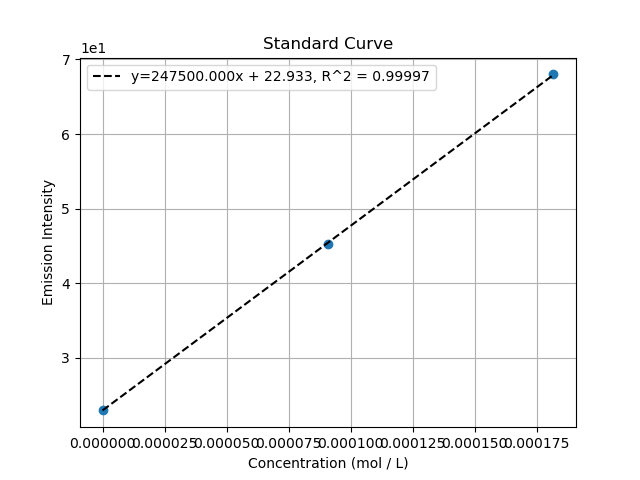 Standard Curve
1e1
y=247500.000x + 22.933, R^2 = 0.99997
7
6
5
4
3
Emission Intensity
0.000000 0.000025 0.000050 0.000075 0.000100 0.000125 0.000150 0.000175
Concentration (mol / L)